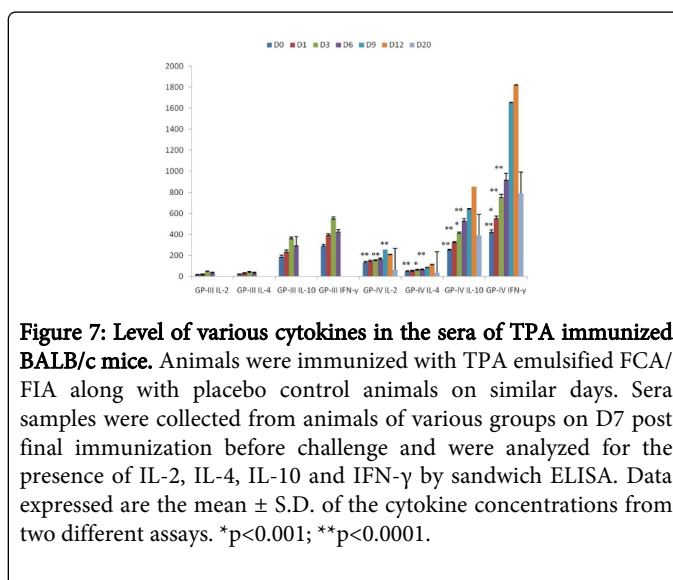 D0 D1 D3 D6 D9 D12 D20
2000
1800
1600
1400
1200
1000
800
600
400
200
0
** ** ** ** * ** ** * ** ** ** * ** **
GP-III IL-2 GP-III IL-4 GP-III IL-10 GP-III IFN-γ GP-IV IL-2 GP-IV IL-4 GP-IV IL-10 GP-IV IFN-γ
Figure 7: Level of various cytokines in the sera of TPA immunized
BALB/c mice. Animals were immunized with TPA emulsified FCA/
FIA along with placebo control animals on similar days. Sera
samples were collected from animals of various groups on D7 post
final immunization before challenge and were analyzed for the
presence of IL-2, IL-4, IL-10 and IFN-γ by sandwich ELISA. Data
expressed are the mean ± S.D. of the cytokine concentrations from
two different assays. *p<0.001; **p<0.0001.